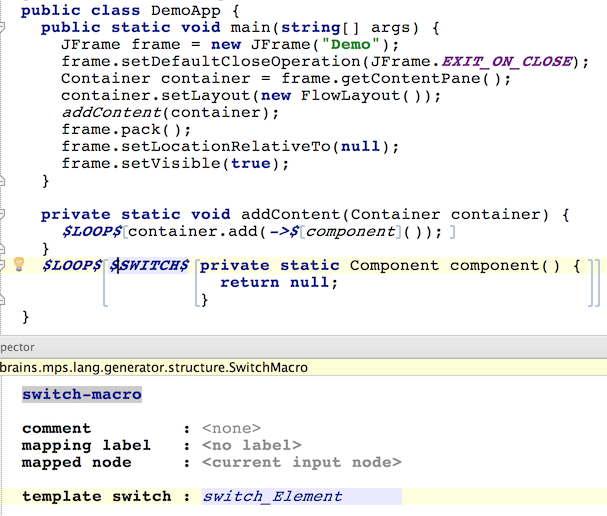 public class DemoApp {
public static void main(string[] args) {
JFrame frame = new JFrame("Demo");
frame.setDefaultCloseOperation(JFrame.EXIT_ON_CLOSE);
Container container = frame.getContentPane();
container.setLayout(new FlowLayout());
addContent(container);
frame.pack();
frame.setLocationRelativeTo(null);
frame.setVisible(true);
}
private static void addContent(Container container) {
$LOOP$[container.add(->$[component]());]
}
$LOOP$[$SWITCH$[private static Component component() {
return null;
}]]
}
pector
brains.mps.lang.generator.structure.SwitchMacro
switch-macro
comment : <none>
mapping label : <no label>
mapped node : <current input node>
template switch : switch_Element